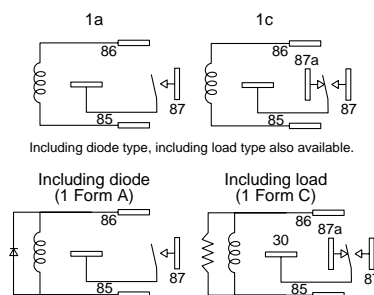 1a
1c
86
85
87
86
87a
85
87
Including diode type, including load type also available.
Including diode
(1 Form A)
Including load
(1 Form C)
86
85
87
86
87a
30
85
87